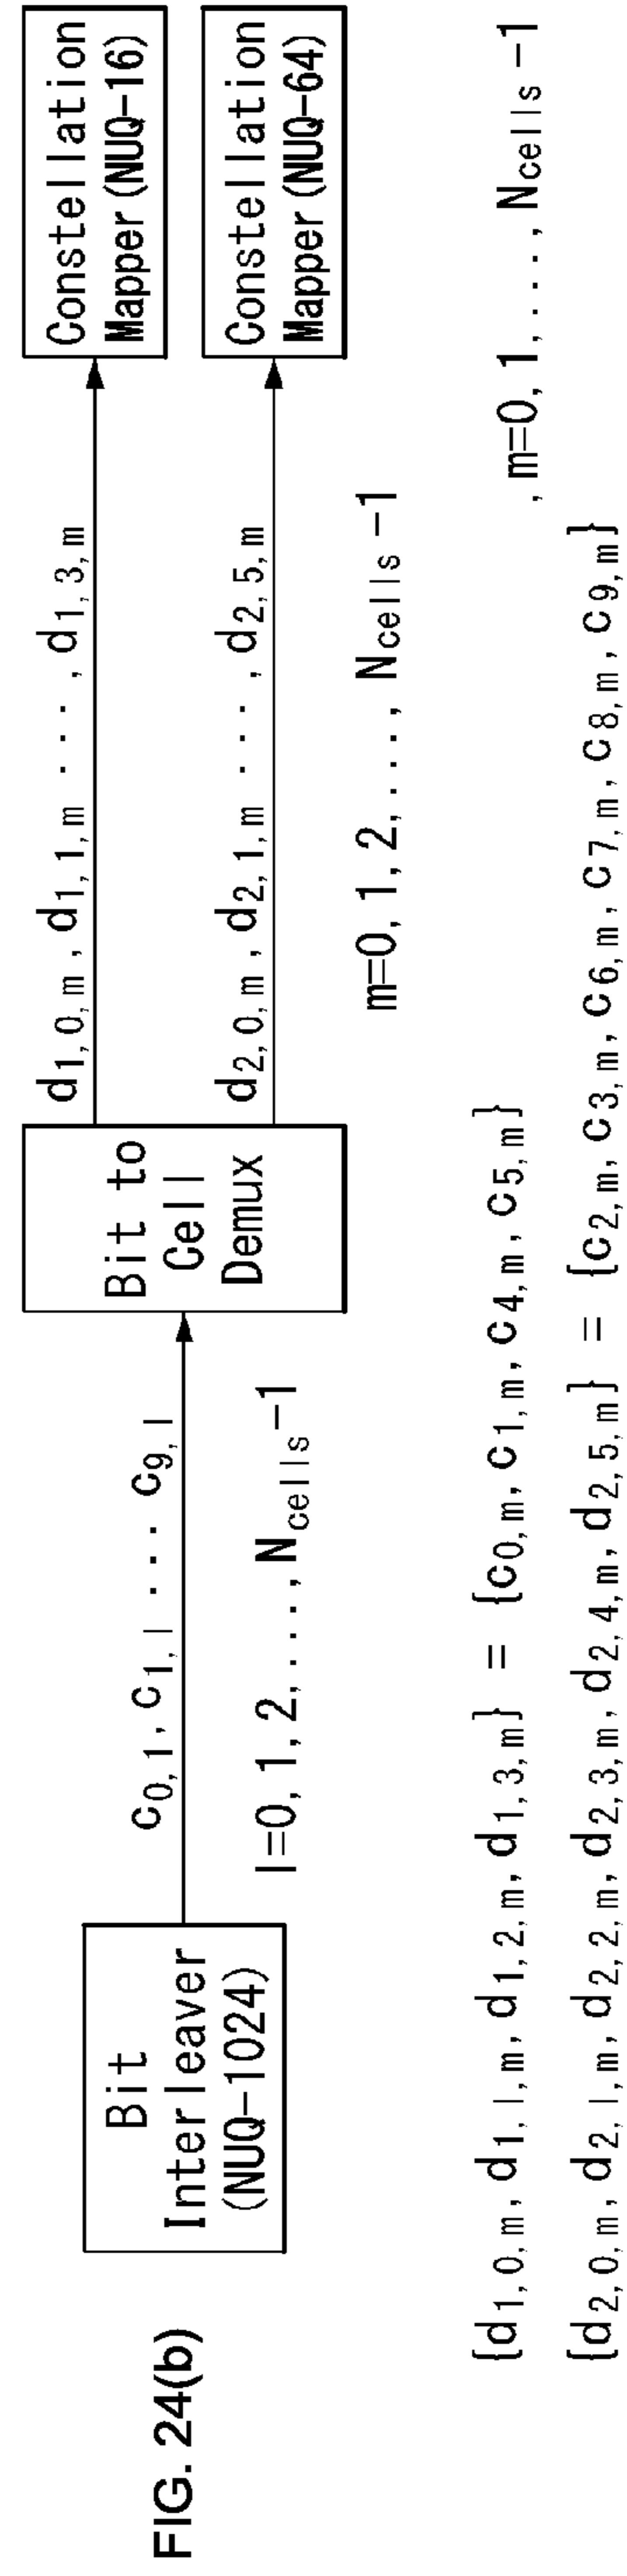 FIG. 24(b)
Bit
Interleaver
(NUQ-1024)
c0,1, c1,l ... c9,l
l=0, 1, 2, ...., Ncells-1
Bit to
Cell
Demux
d1,0,m, d1,1,m ..., d1,3,m
d2,0,m, d2,1,m ..., d2,5,m
m=0, 1, 2, ...., Ncells-1
Constellation
Mapper (NUQ-16)
Constellation
Mapper (NUQ-64)
{d1,0,m, d1,l,m, d1,2,m, d1,3,m} = {c0,m, c1,m, c4,m, c5,m}
, m=0, 1, ...., Ncells-1
{d2,0,m, d2,l,m, d2,2,m, d2,3,m, d2,4,m, d2,5,m} = {c2,m, c3,m, c6,m, c7,m, c8,m, c9,m}